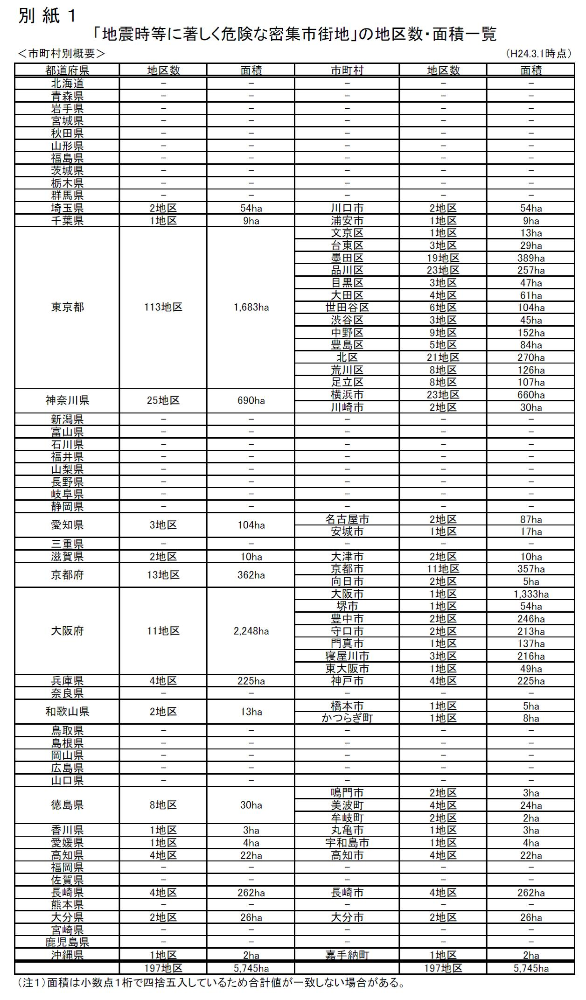 別紙1
「地震時等に著しく危険な密集市街地」の地区数・面積一覧
＜市町村別概要＞ (H24.3.1時点)
都道府県 地区数 面積 市町村 地区数 面積
北海道 － － － － －
青森県 － － － － －
岩手県 － － － － －
宮城県 － － － － －
秋田県 － － － － －
山形県 － － － － －
福島県 － － － － －
茨城県 － － － － －
栃木県 － － － － －
群馬県 － － － － －
埼玉県 2地区 54ha 川口市 2地区 54ha
千葉県 1地区 9ha 浦安市 1地区 9ha
東京都 113地区 1,683ha 文京区 1地区 13ha
台東区 3地区 29ha
墨田区 19地区 389ha
品川区 23地区 257ha
目黒区 3地区 47ha
大田区 4地区 61ha
世田谷区 6地区 104ha
渋谷区 3地区 45ha
中野区 9地区 152ha
豊島区 5地区 84ha
北区 21地区 270ha
荒川区 8地区 126ha
足立区 8地区 107ha
神奈川県 25地区 690ha 横浜市 23地区 660ha
川崎市 2地区 30ha
新潟県 － － － － －
富山県 － － － － －
石川県 － － － － －
福井県 － － － － －
山梨県 － － － － －
長野県 － － － － －
岐阜県 － － － － －
静岡県 － － － － －
愛知県 3地区 104ha 名古屋市 2地区 87ha
安城市 1地区 17ha
三重県 － － － － －
滋賀県 2地区 10ha 大津市 2地区 10ha
京都府 13地区 362ha 京都市 11地区 357ha
向日市 2地区 5ha
大阪府 11地区 2,248ha 大阪市 1地区 1,333ha
堺市 1地区 54ha
豊中市 2地区 246ha
守口市 2地区 213ha
門真市 1地区 137ha
寝屋川市 3地区 216ha
東大阪市 1地区 49ha
兵庫県 4地区 225ha 神戸市 4地区 225ha
奈良県 － － － － －
和歌山県 2地区 13ha 橋本市 1地区 5ha
かつらぎ町 1地区 8ha
鳥取県 － － － － －
島根県 － － － － －
岡山県 － － － － －
広島県 － － － － －
山口県 － － － － －
徳島県 8地区 30ha 鳴門市 2地区 3ha
美波町 4地区 24ha
牟岐町 2地区 2ha
香川県 1地区 3ha 丸亀市 1地区 3ha
愛媛県 1地区 4ha 宇和島市 1地区 4ha
高知県 4地区 22ha 高知市 4地区 22ha
福岡県 － － － － －
佐賀県 － － － － －
長崎県 4地区 262ha 長崎市 4地区 262ha
熊本県 － － － － －
大分県 2地区 26ha 大分市 2地区 26ha
宮崎県 － － － － －
鹿児島県 － － － － －
沖縄県 1地区 2ha 嘉手納町 1地区 2ha
197地区 5,745ha 197地区 5,745ha
(注1)面積は小数点1桁で四捨五入しているため合計値が一致しない場合がある。